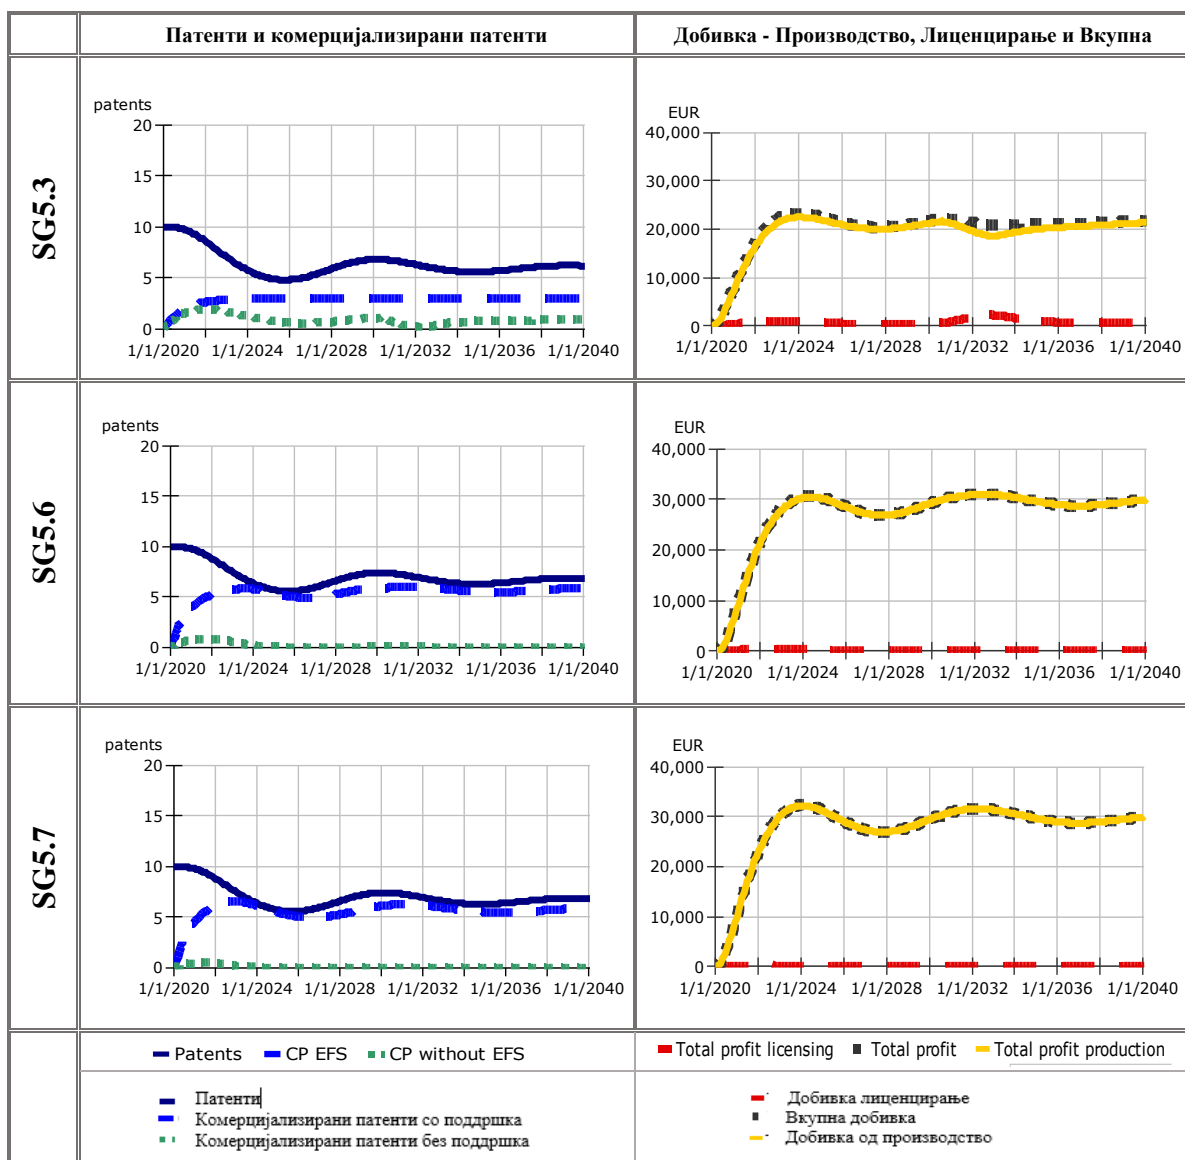 Патенти и комерцијализирани патенти
Добивка - Производство, Лиценцирање и Вкупна
SG5.3
patents
20
15
10
5
0
1/1/2020 1/1/2024 1/1/2028 1/1/2032 1/1/2036 1/1/2040
EUR
40,000
30,000
20,000
10,000
0
1/1/2020 1/1/2024 1/1/2028 1/1/2032 1/1/2036 1/1/2040
SG5.6
patents
20
15
10
5
0
1/1/2020 1/1/2024 1/1/2028 1/1/2032 1/1/2036 1/1/2040
EUR
40,000
30,000
20,000
10,000
0
1/1/2020 1/1/2024 1/1/2028 1/1/2032 1/1/2036 1/1/2040
SG5.7
patents
20
15
10
5
0
1/1/2020 1/1/2024 1/1/2028 1/1/2032 1/1/2036 1/1/2040
EUR
40,000
30,000
20,000
10,000
0
1/1/2020 1/1/2024 1/1/2028 1/1/2032 1/1/2036 1/1/2040
Patents CP EFS CP without EFS
Total profit licensing Total profit Total profit production
Патенти
Комерцијализирани патенти со поддршка
Комерцијализирани патенти без поддршка
Добивка лиценцирање
Вкупна добивка
Добивка од производство